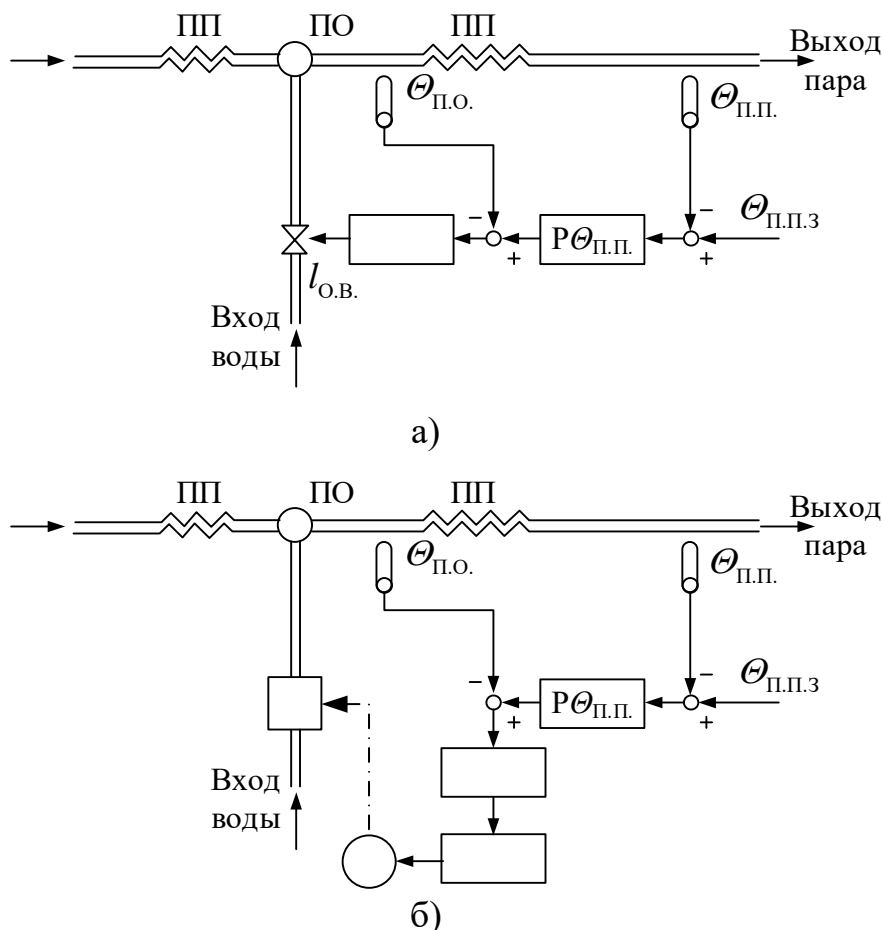 ПП ПО ПП
Выход
пара
Θп.о.
Θп.п.
– –
Θп.п.з
РΘп.п.
+ +
lо.в.
Вход
воды
а)
ПП ПО ПП
Выход
пара
Θп.о.
Θп.п.
– –
Θп.п.з
РΘп.п.
+ +
Вход
воды
б)